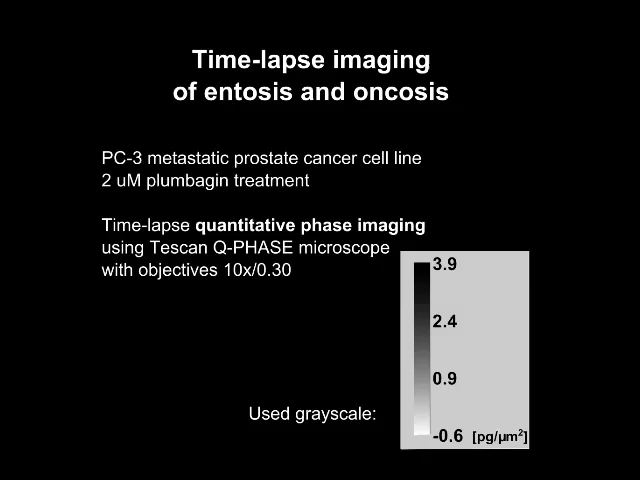 Time-lapse imaging
of entosis and oncosis
PC-3 metastatic prostate cancer cell line
2 uM plumbagin treatment
Time-lapse quantitative phase imaging
using Tescan Q-PHASE microscope
with objectives 10x/0.30
3.9
2.4
0.9
Used grayscale:
-0.6 [pg/µm²]